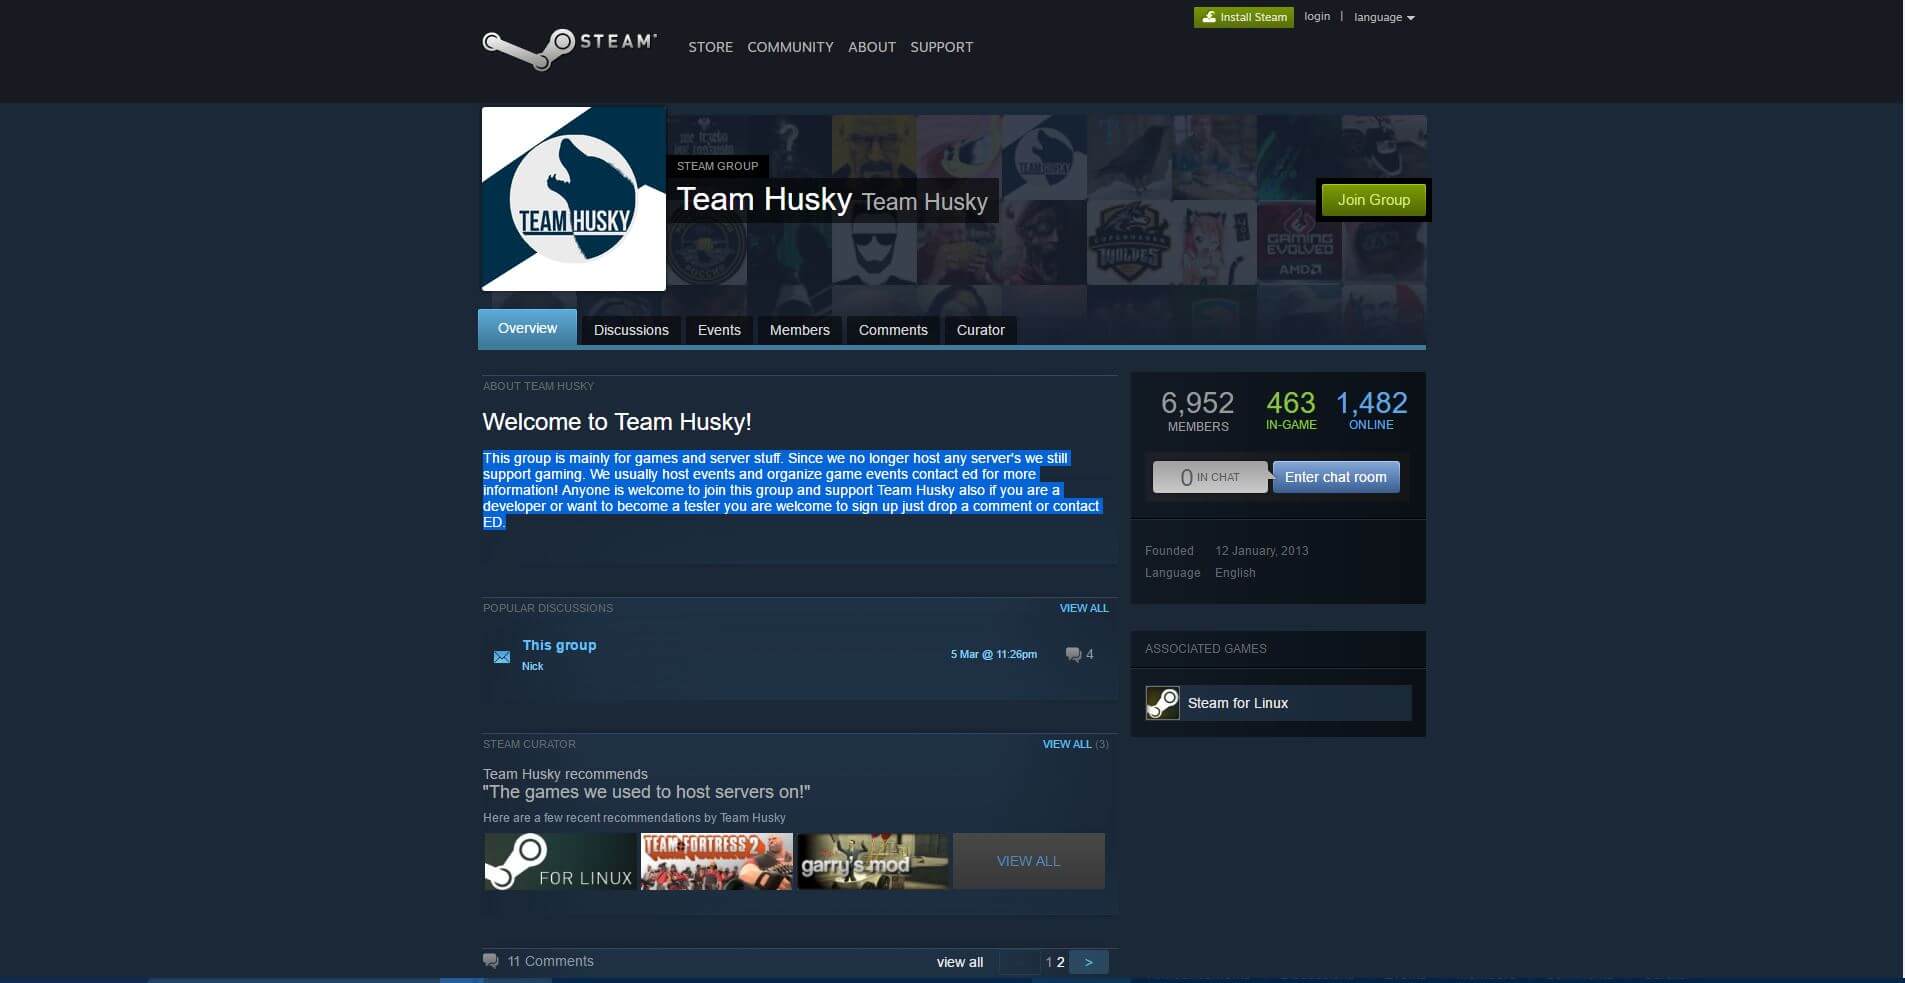 Install Steam login | language
STEAM STORE COMMUNITY ABOUT SUPPORT
TEAM HUSKY
STEAM GROUP
Team Husky Team Husky
TEAM HUSKY
WOLVES
GAMING
EVOLVED
AMD
Join Group
Overview Discussions Events Members Comments Curator
ABOUT TEAM HUSKY
Welcome to Team Husky!
This group is mainly for games and server stuff. Since we no longer host any server's we still
support gaming. We usually host events and organize game events contact ed for more
information! Anyone is welcome to join this group and support Team Husky also if you are a
developer or want to become a tester you are welcome to sign up just drop a comment or contact
ED.
6,952 463 1,482
MEMBERS IN-GAME ONLINE
0 IN CHAT Enter chat room
Founded 12 January, 2013
Language English
POPULAR DISCUSSIONS VIEW ALL
This group
Nick
5 Mar @ 11:26pm 4
ASSOCIATED GAMES
Steam for Linux
STEAM CURATOR VIEW ALL (3)
Team Husky recommends
"The games we used to host servers on!"
Here are a few recent recommendations by Team Husky
FOR LINUX
TEAM FORTRESS 2
garry's mod
VIEW ALL
11 Comments view all 1 2 >